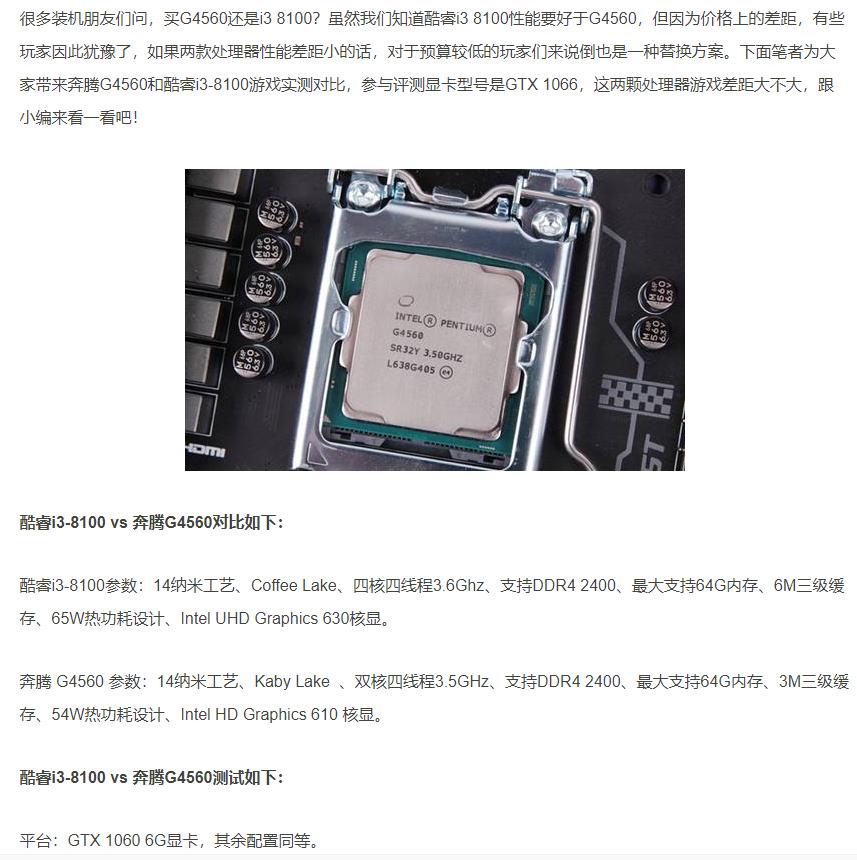 很多装机朋友们问，买G4560还是i3 8100？虽然我们知道酷睿i3 8100性能要好于G4560，但因为价格上的差距，有些
玩家因此犹豫了，如果两款处理器性能差距小的话，对于预算较低的玩家们来说倒也是一种替换方案。下面笔者为大
家带来奔腾G4560和酷睿i3-8100游戏实测对比，参与评测显卡型号是GTX 1066，这两颗处理器游戏差距大不大，跟
小编来看一看吧！
INTEL® PENTIUM®
G4560
SR32Y 3.50GHZ
L638G405 e4
酷睿i3-8100 vs 奔腾G4560对比如下：
酷睿i3-8100参数：14纳米工艺、Coffee Lake、四核四线程3.6Ghz、支持DDR4 2400、最大支持64G内存、6M三级缓
存、65W热功耗设计、Intel UHD Graphics 630核显。
奔腾 G4560 参数：14纳米工艺、Kaby Lake 、双核四线程3.5GHz、支持DDR4 2400、最大支持64G内存、3M三级缓
存、54W热功耗设计、Intel HD Graphics 610 核显。
酷睿i3-8100 vs 奔腾G4560测试如下：
平台：GTX 1060 6G显卡，其余配置同等。